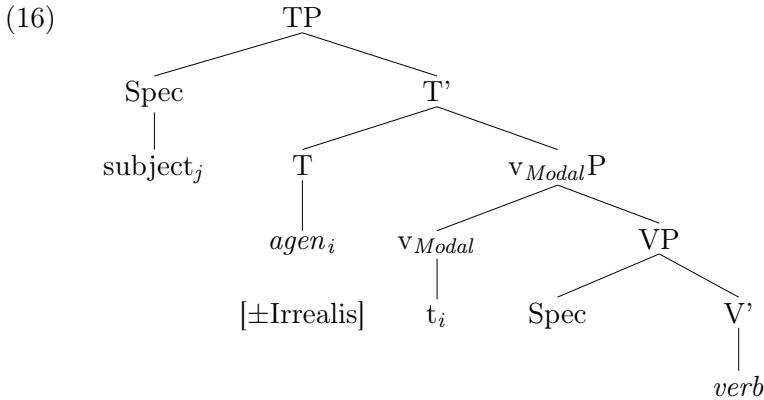 (16) TP
Spec T'
subject_j T v_Modal P
agen_i v_Modal VP
[±Irrealis] t_i Spec V'
verb